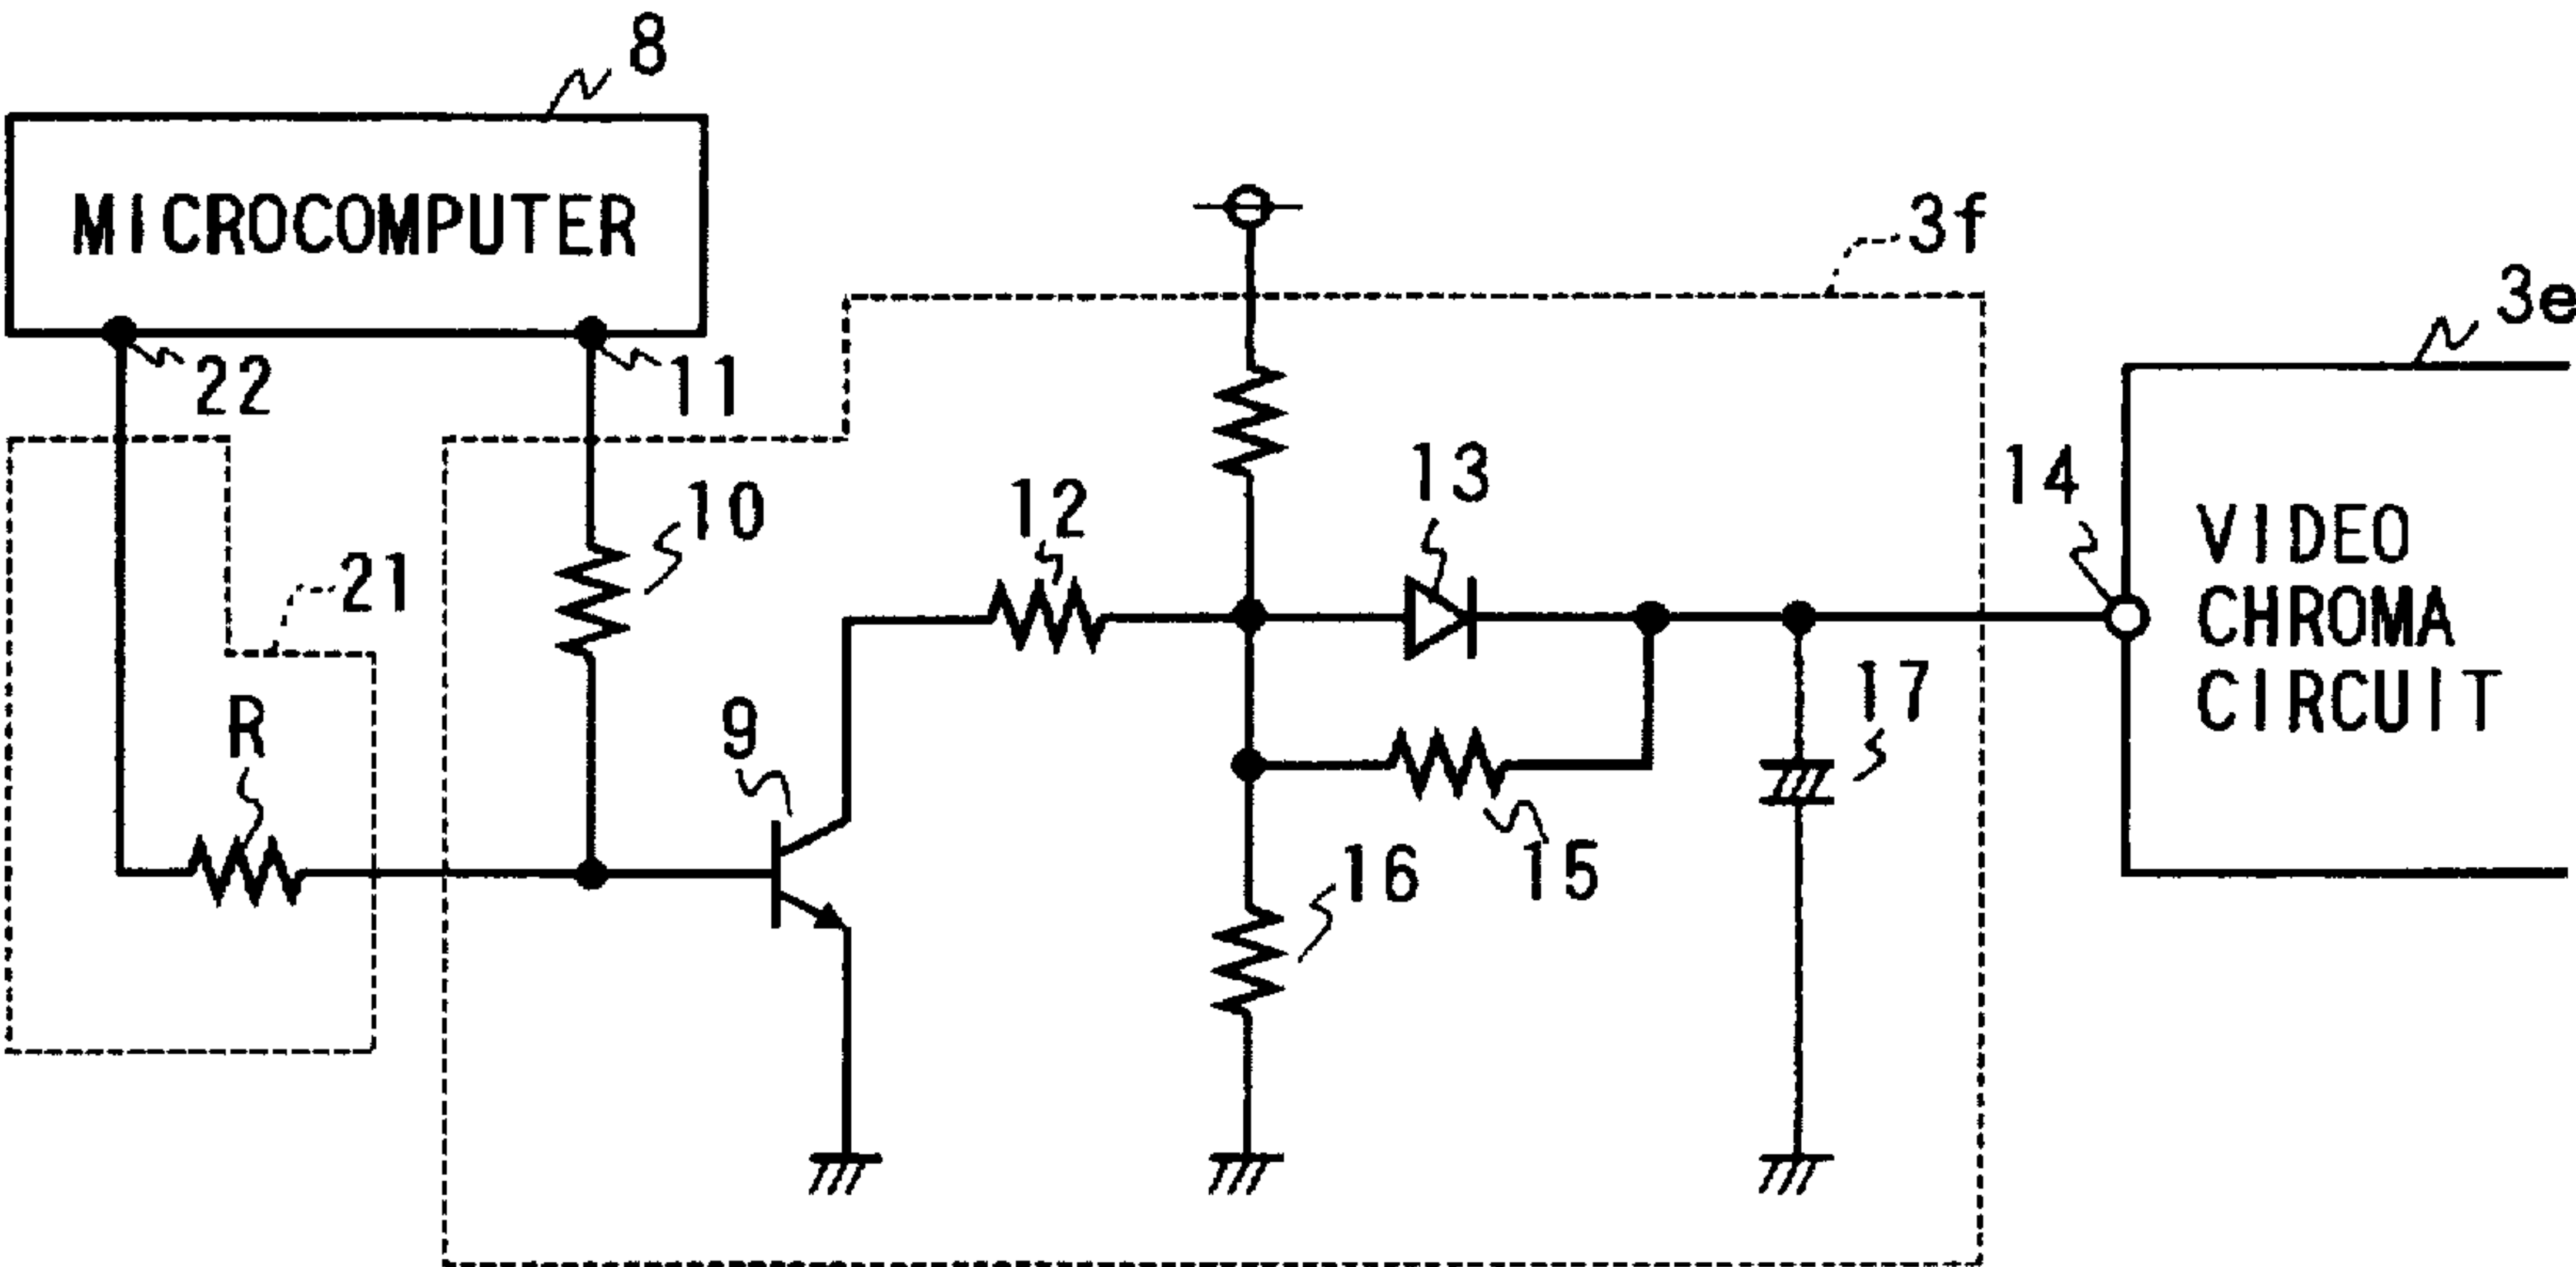 8
MICROCOMPUTER
3f
3e
22
11
14
13
12
10
VIDEO
CHROMA
CIRCUIT
21
17
R
9
16
15